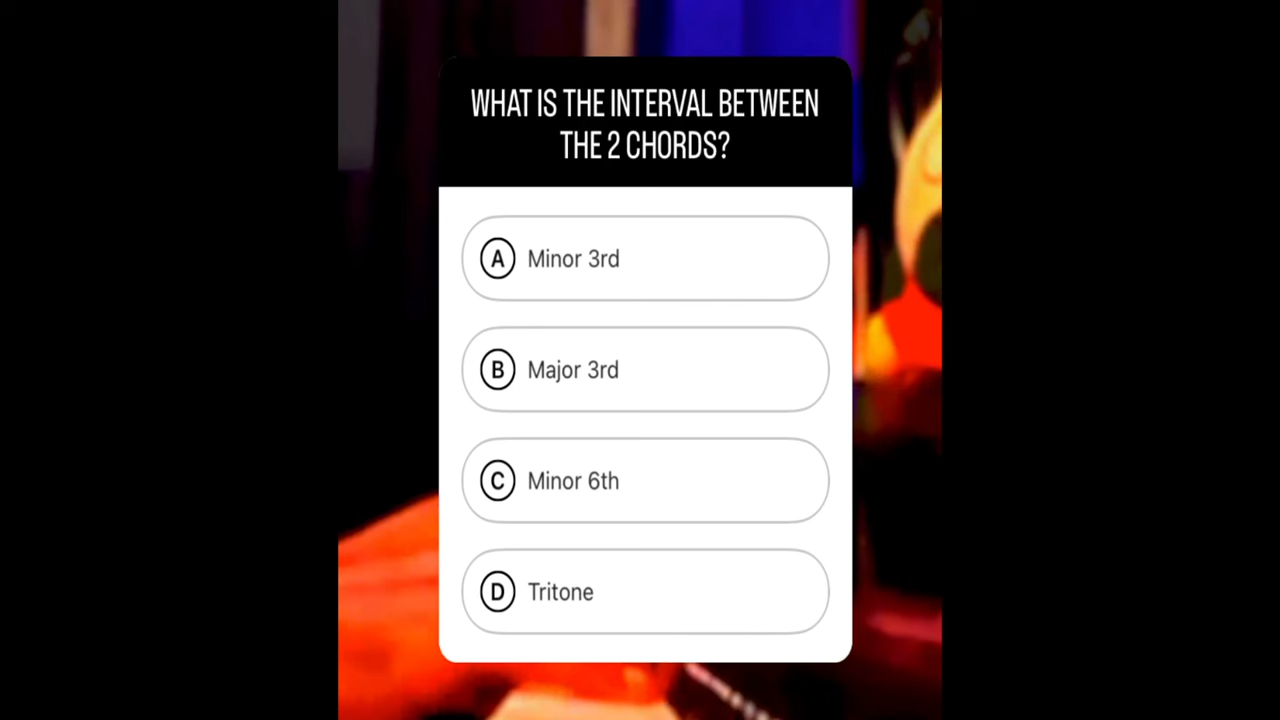 WHAT IS THE INTERVAL BETWEEN
THE 2 CHORDS?
A Minor 3rd
B Major 3rd
C Minor 6th
D Tritone